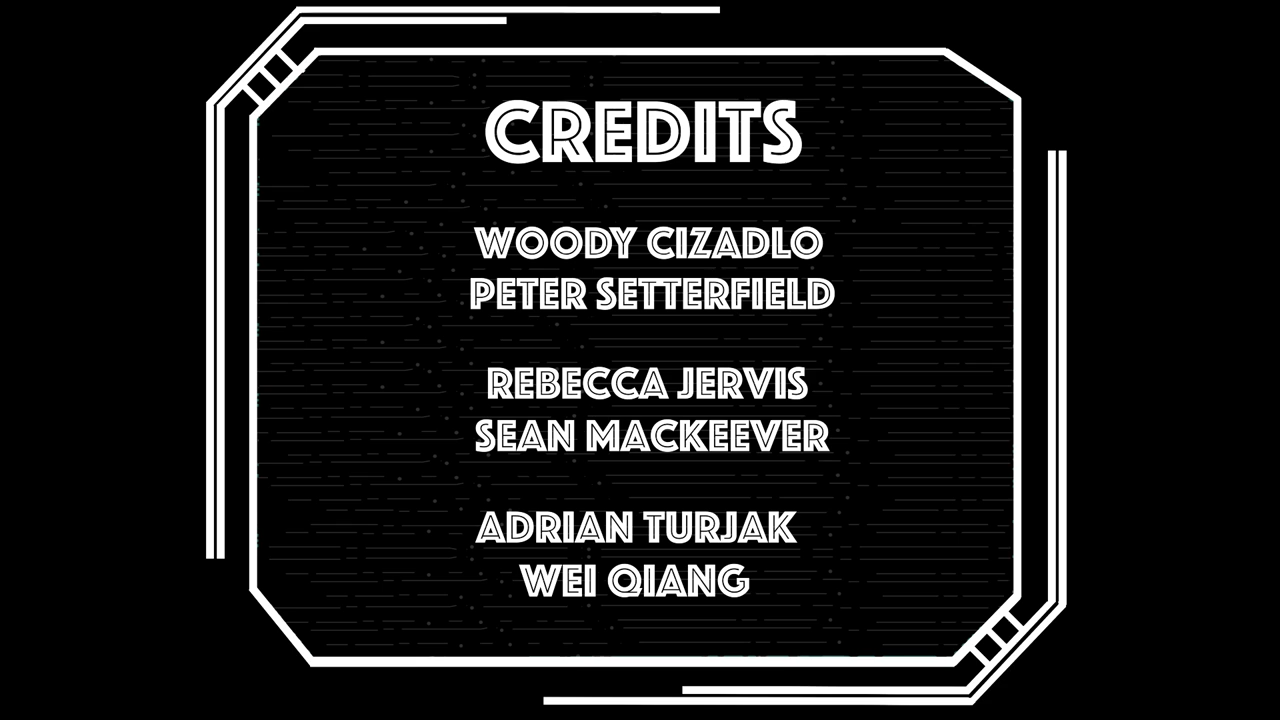 CREDITS
WOODY CIZADLO
PETER SETTERFIELD
REBECCA JERVIS
SEAN MACKEEVER
ADRIAN TURJAK
WEI QIANG